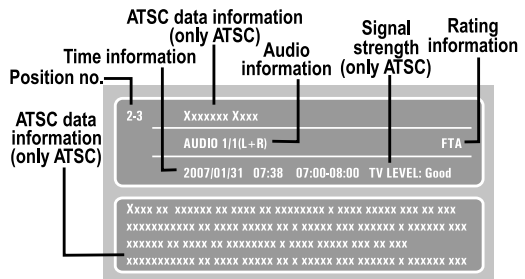 ATSC data information
(only ATSC)
Signal
strength
(only ATSC)
Rating
information
Audio
information
Time information
Position no.
ATSC data
information
(only ATSC)
2-3 Xxxxxxx Xxxx
AUDIO 1/1(L+R) FTA
2007/01/31 07:38 07:00-08:00 TV LEVEL: Good
Xxxx xx xxxxxx xx xxxx xx xxxxxxxx x xxxx xxxxx xxx xx xxx
xxxxxxxxxxx xx xxxx xxxxx xx x xxxxx xxx xxxxxx x xxxxxx xxx
xxxxxx xx xxxx xx xxxxxxxx x xxxx xxxxx xxx xx xxx
xxxxxxxxxxx xx xxxx xxxxx xx x xxxxx xxx xxxxxx x xxxxxx xxx